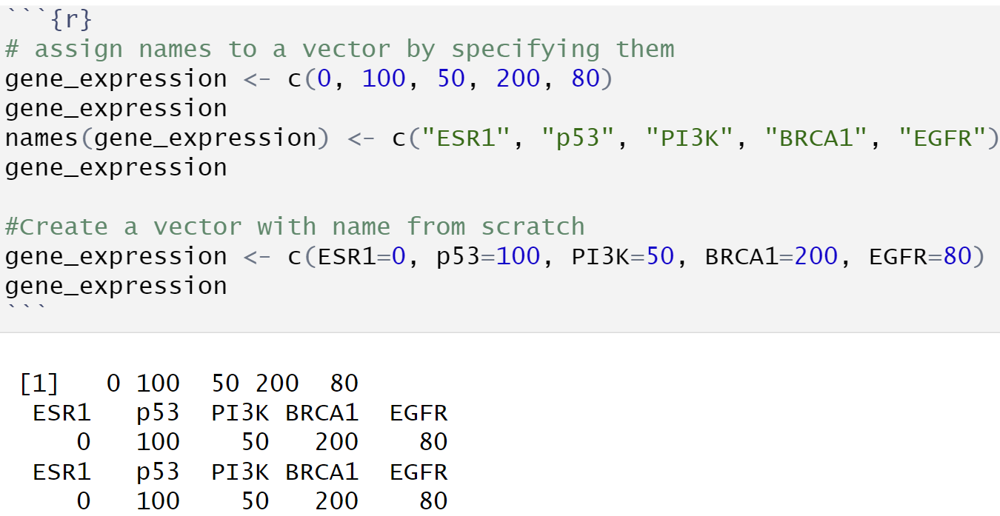 ```{r}
# assign names to a vector by specifying them
gene_expression <- c(0, 100, 50, 200, 80)
gene_expression
names(gene_expression) <- c("ESR1", "p53", "PI3K", "BRCA1", "EGFR")
gene_expression
#Create a vector with name from scratch
gene_expression <- c(ESR1=0, p53=100, PI3K=50, BRCA1=200, EGFR=80)
gene_expression
```
[1]   0 100  50 200  80
 ESR1   p53  PI3K BRCA1  EGFR
    0   100    50   200    80
 ESR1   p53  PI3K BRCA1  EGFR
    0   100    50   200    80